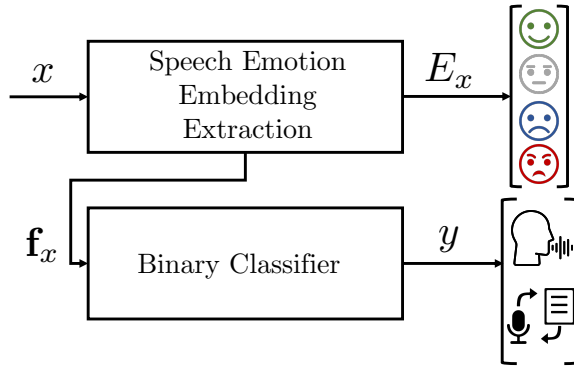 x
Speech Emotion
Embedding
Extraction
E_x
f_x
Binary Classifier
y